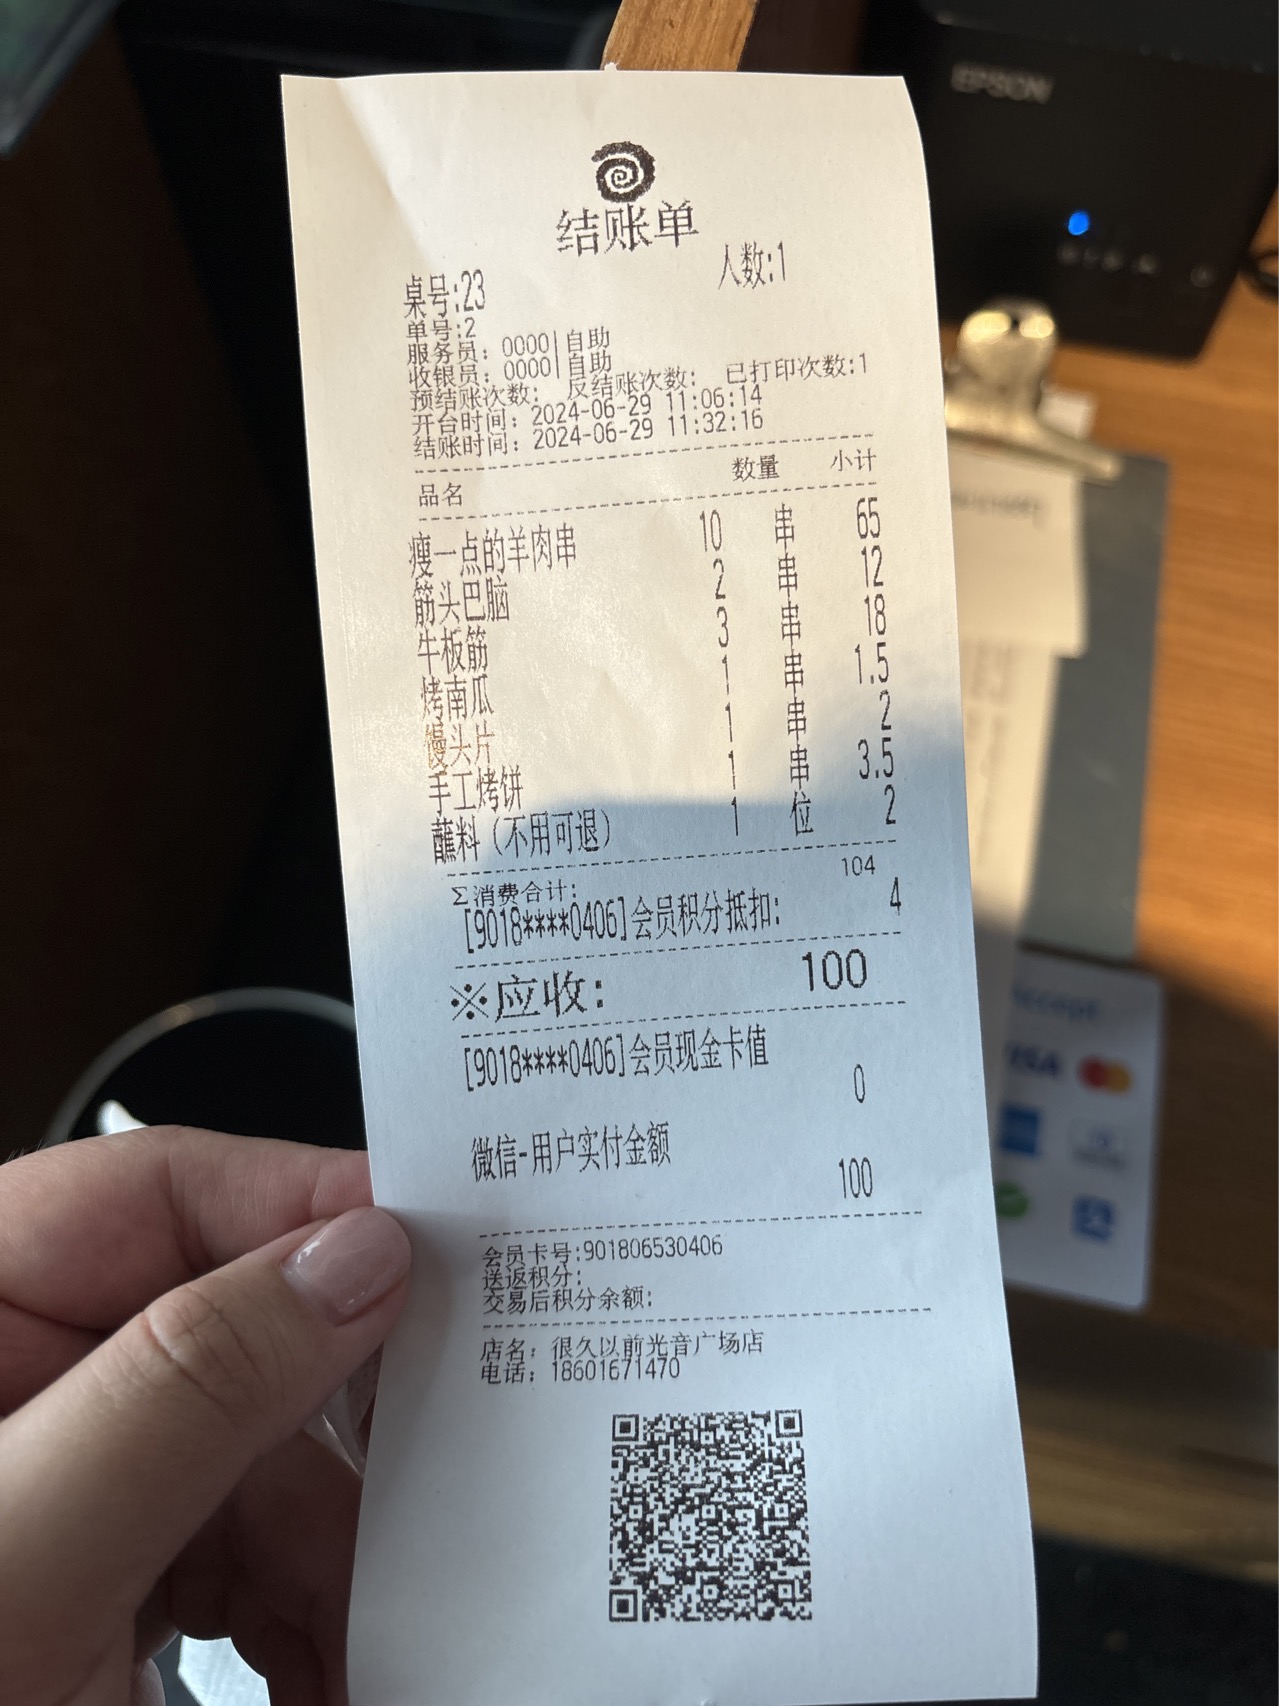 EPSON
结账单
桌号:23 人数:1
单号:2
服务员: 0000|自助
收银员: 0000|自助
预结账次数: 反结账次数: 已打印次数:1
开台时间: 2024-06-29 11:06:14
结账时间: 2024-06-29 11:32:16
品名 数量 小计
瘦一点的羊肉串 10 串 65
筋头巴脑 2 串 12
牛板筋 3 串 18
烤南瓜 1 串 1.5
馒头片 1 串 2
手工烤饼 1 串 3.5
蘸料(不用可退) 1 位 2
Σ消费合计: 104
[9018****0406]会员积分抵扣: 4
※应收: 100
[9018****0406]会员现金卡值
0
微信-用户实付金额
100
会员卡号:901806530406
送返积分:
交易后积分余额:
店名: 很久以前光音广场店
电话: 18601671470
Accept
VISA